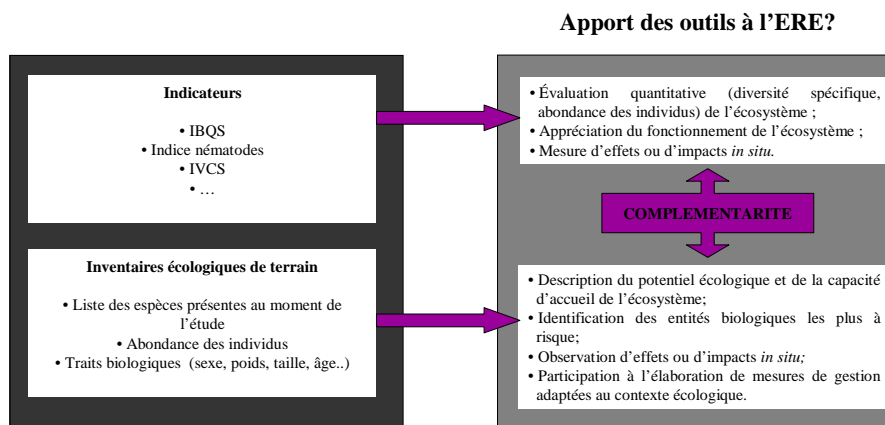 Apport des outils à l’ERE?
Indicateurs
• IBQS
• Indice nématodes
• IVCS
• …
Inventaires écologiques de terrain
• Liste des espèces présentes au moment de
l’étude
• Abondance des individus
• Traits biologiques (sexe, poids, taille, âge..)
• Évaluation quantitative (diversité spécifique,
abondance des individus) de l’écosystème ;
• Appréciation du fonctionnement de l’écosystème ;
• Mesure d’effets ou d’impacts in situ.
COMPLEMENTARITE
• Description du potentiel écologique et de la capacité
d’accueil de l’écosystème;
• Identification des entités biologiques les plus à
risque;
• Observation d’effets ou d’impacts in situ;
• Participation à l’élaboration de mesures de gestion
adaptées au contexte écologique.